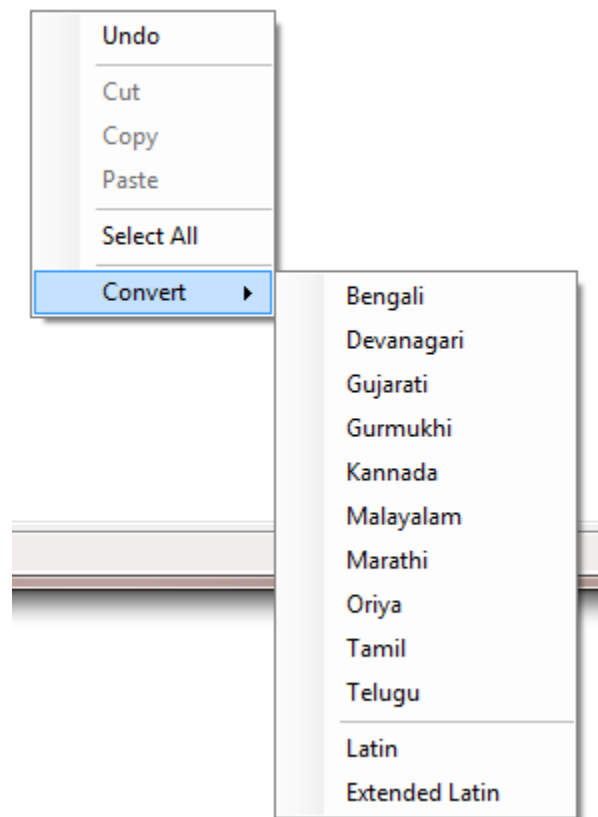 Undo
Cut
Copy
Paste
Select All
Convert
Bengali
Devanagari
Gujarati
Gurmukhi
Kannada
Malayalam
Marathi
Oriya
Tamil
Telugu
Latin
Extended Latin